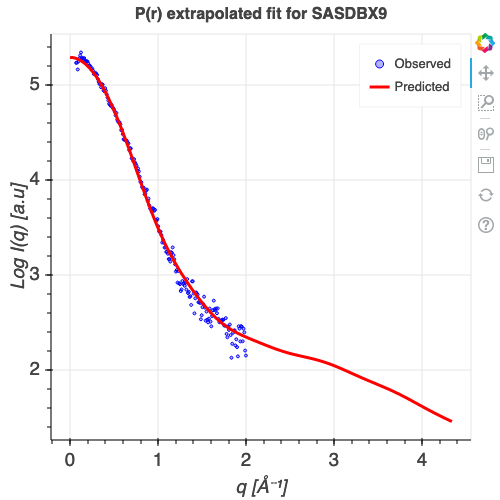 P(r) extrapolated fit for SASDBX9
Observed
Predicted
Log I(q) [a.u]
5
4
3
2
0 1 2 3 4
q [Å⁻¹]